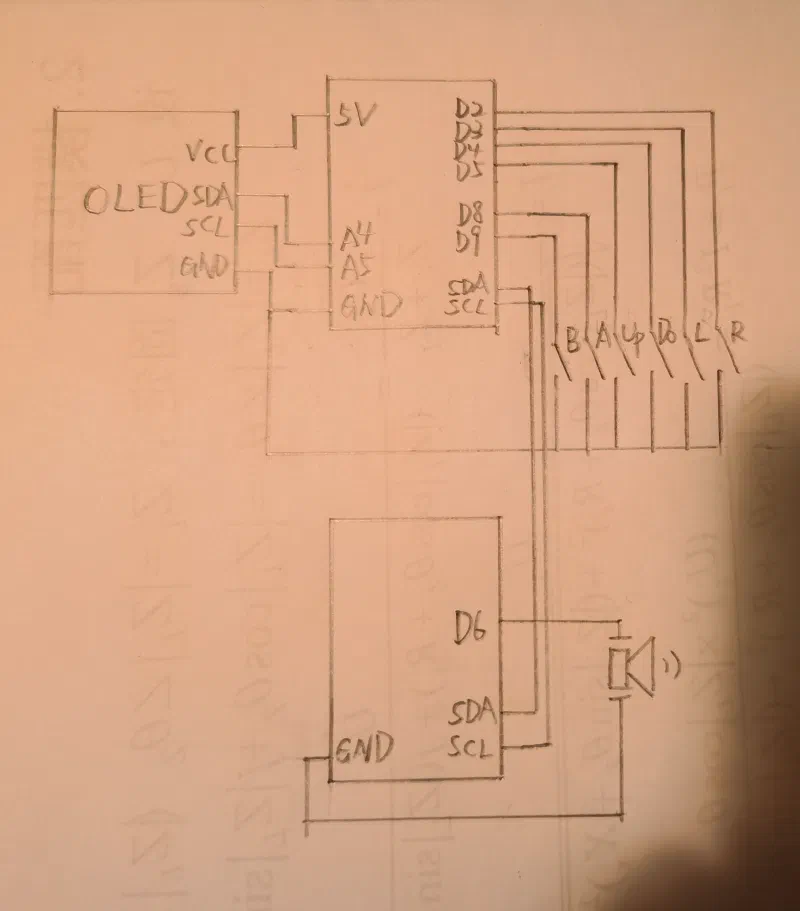 5V
D2
D3
D4
D5
VCC
OLED
SDA
SCL
GND
A4
A5
GND
D8
D9
SDA
SCL
B
A
Up
Do
L
R
D6
SDA
SCL
GND